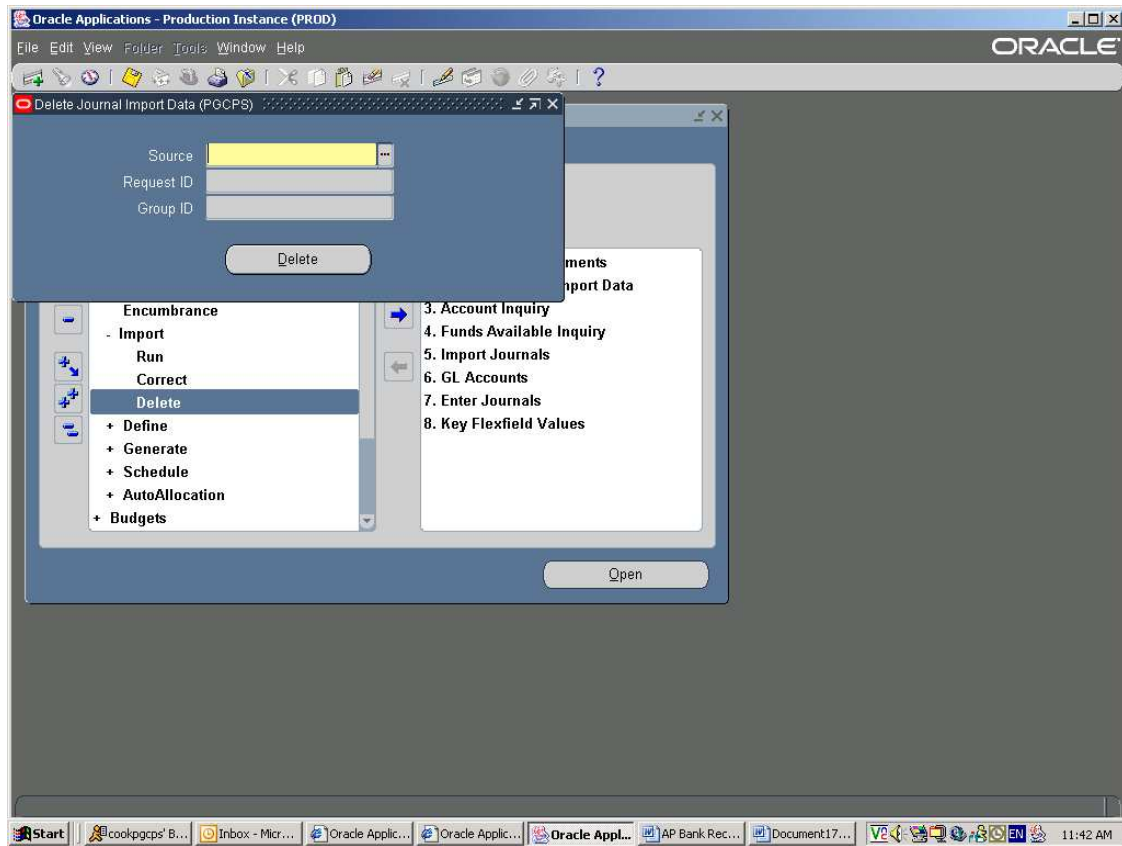 Oracle Applications - Production Instance (PROD)
File Edit View Folder Tools Window Help
ORACLE
?
Delete Journal Import Data (PGCPS)
Source
...
Request ID
Group ID
Delete
ments
mport Data
Encumbrance
- Import
Run
Correct
Delete
+ Define
+ Generate
+ Schedule
+ AutoAllocation
+ Budgets
3. Account Inquiry
4. Funds Available Inquiry
5. Import Journals
6. GL Accounts
7. Enter Journals
8. Key Flexfield Values
Open
Start cookpgcps' B... Inbox - Micr... Oracle Applic... Oracle Applic... Oracle Appl... AP Bank Rec... Document17... EN 11:42 AM